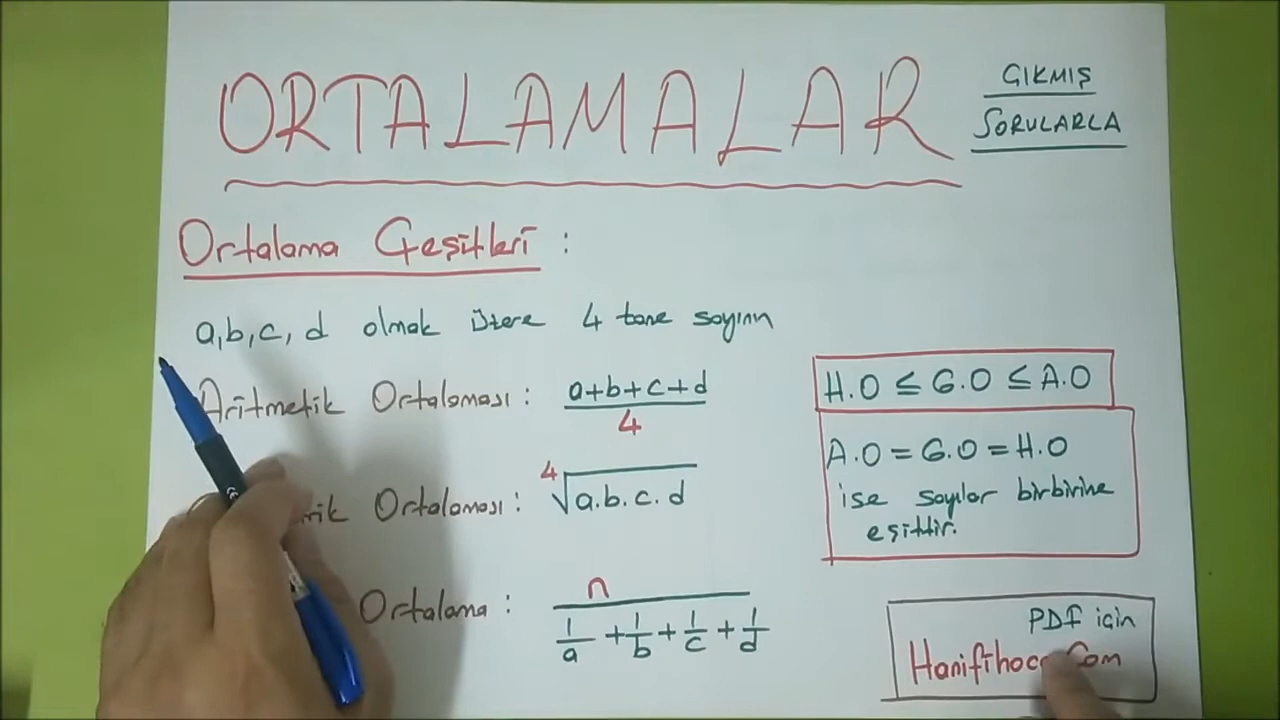 ORTALAMALAR
ÇIKMIŞ
SORULARLA
Ortalama Çeşitleri :
a,b,c, d olmak üzere 4 tane sayının
Aritmetik Ortalaması : a+b+c+d / 4
Ortalaması : ⁴√a.b.c.d
Ortalama : n / 1/a + 1/b + 1/c + 1/d
H.O ≤ G.O ≤ A.O
A.O = G.O = H.O
ise sayılar birbirine
eşittir.
PDF için